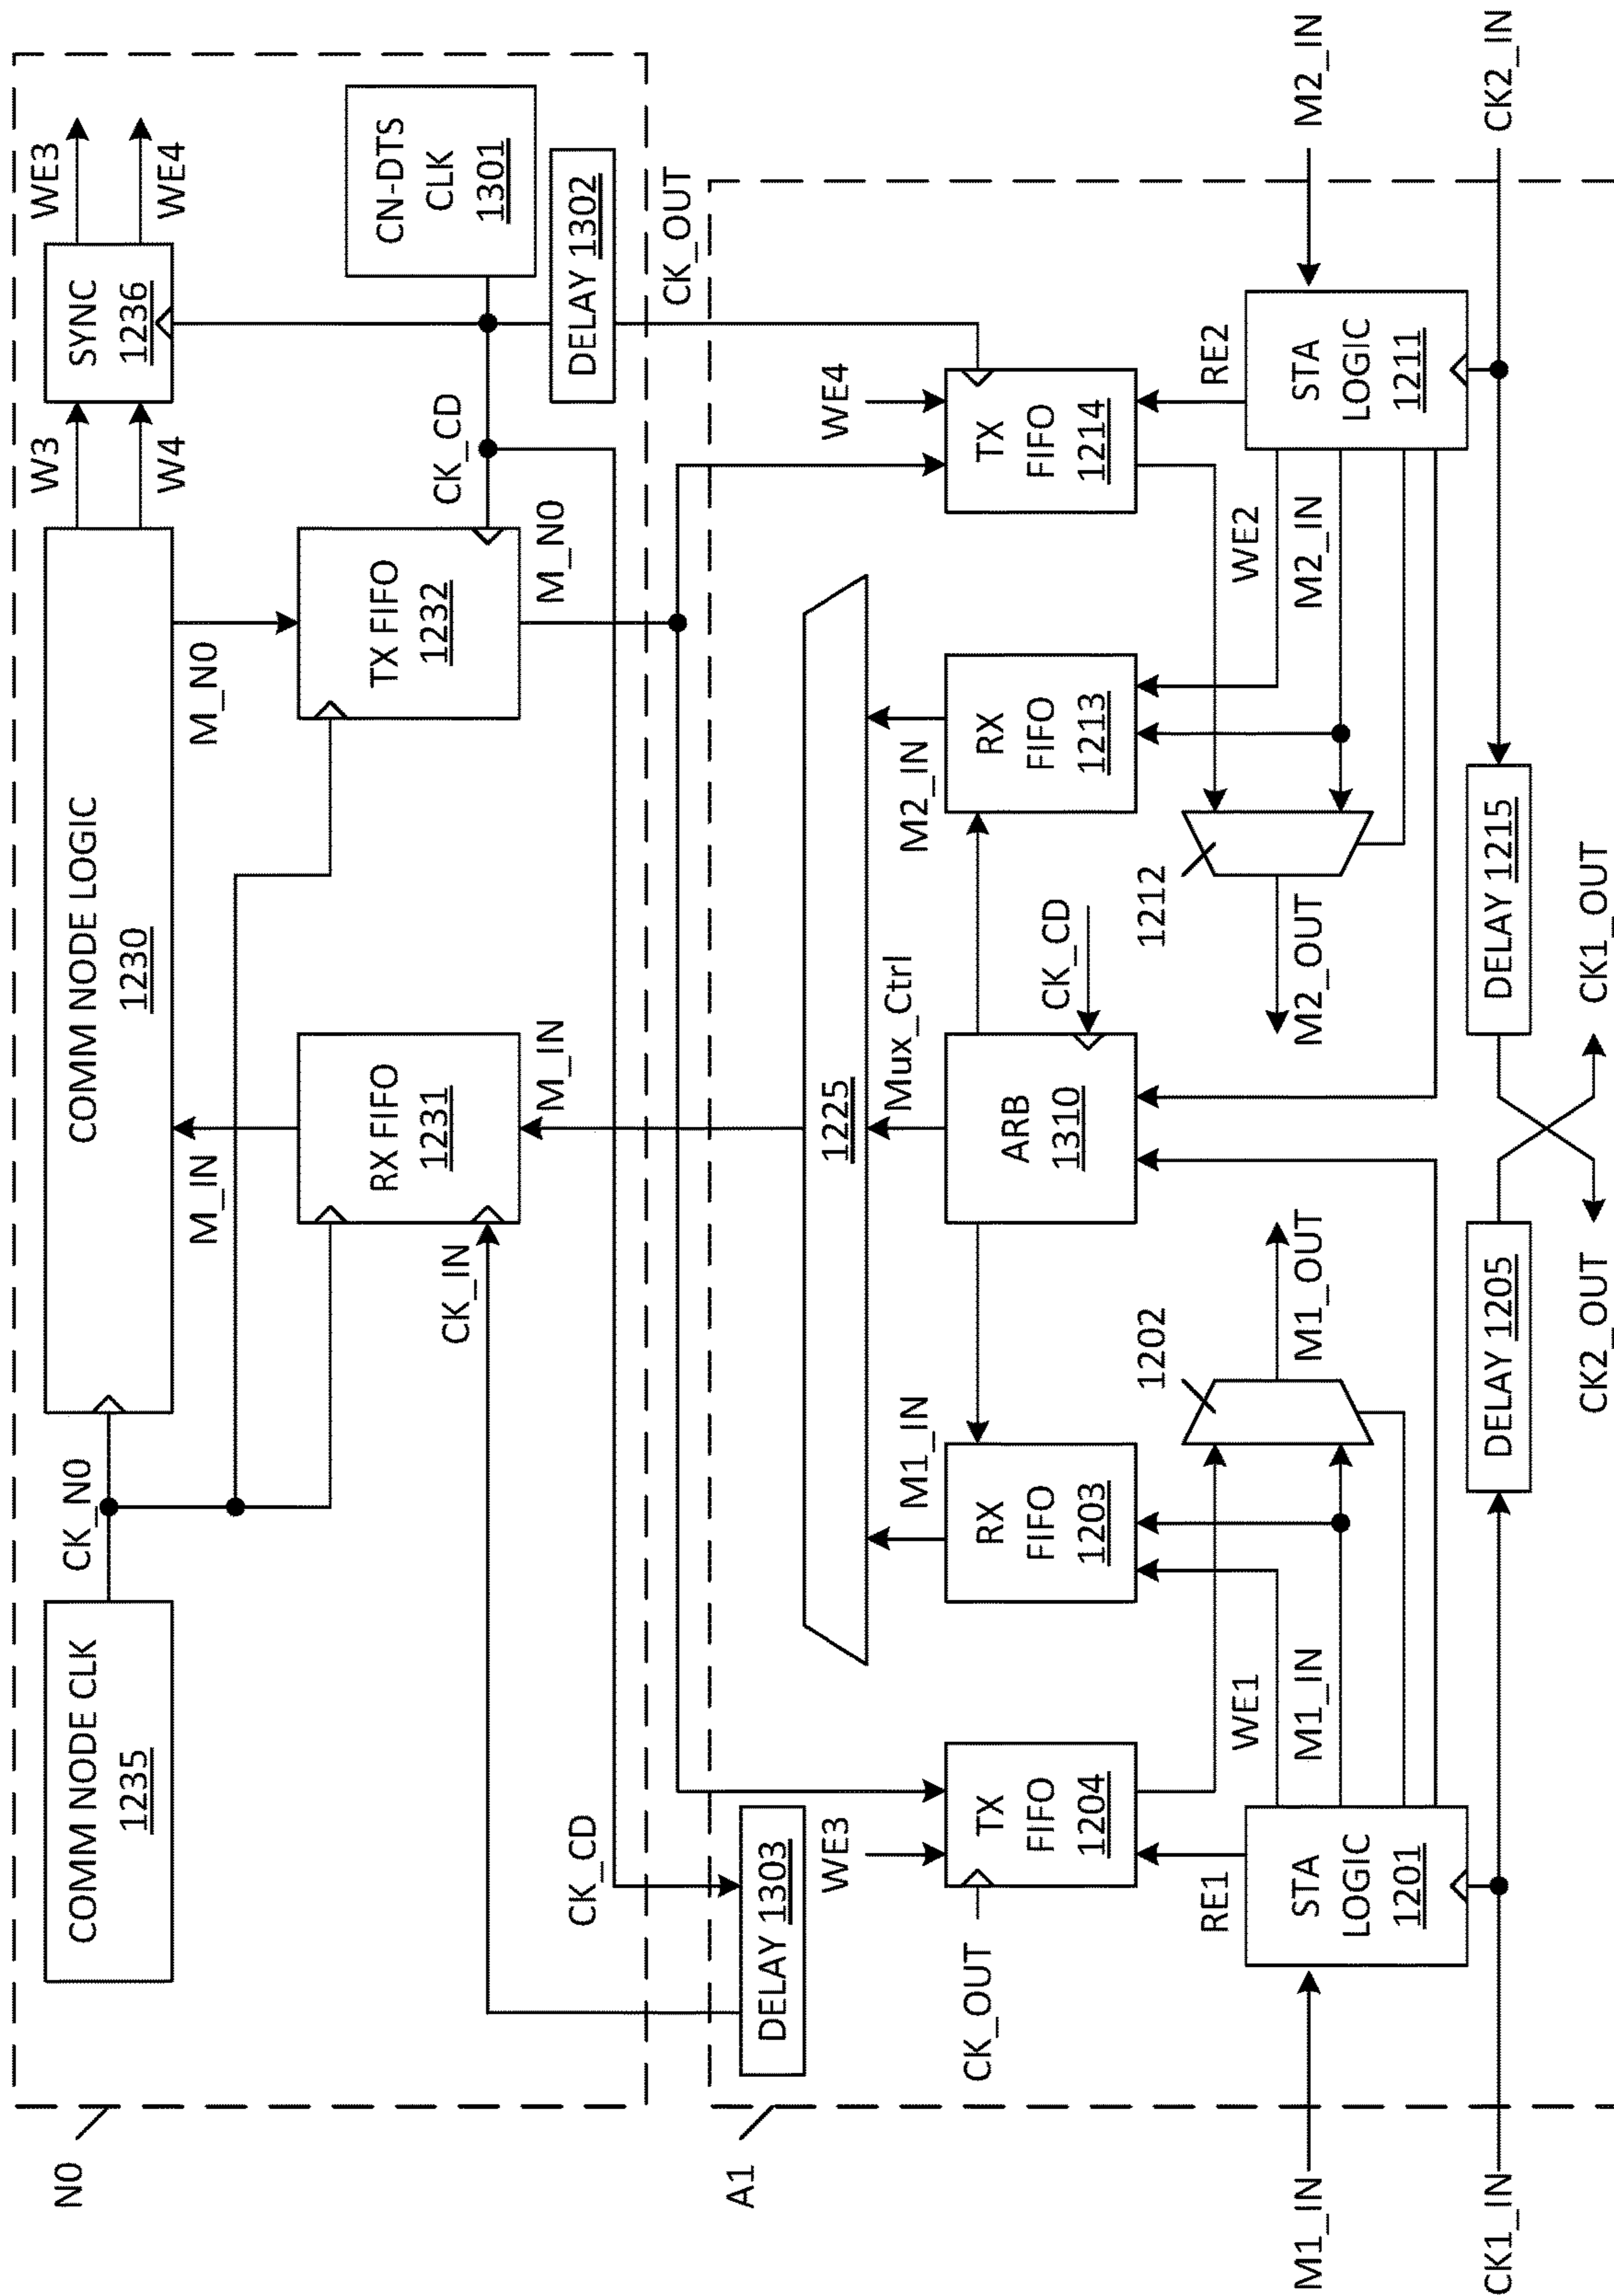 N0
COMM NODE CLK
1235
CK_N0
COMM NODE LOGIC
1230
W3
W4
SYNC
1236
WE3
WE4
M_IN
M_N0
RX FIFO
1231
TX FIFO
1232
CK_IN
M_IN
M_N0
CK_CD
CN-DTS
CLK
1301
DELAY 1302
CK_CD
CK_OUT
A1
DELAY 1303
1225
WE3
M1_IN
Mux_Ctrl
M2_IN
WE4
CK_OUT
TX
FIFO
1204
RX
FIFO
1203
ARB
1310
CK_CD
RX
FIFO
1213
TX
FIFO
1214
RE1
WE1
1202
1212
WE2
RE2
M1_IN
M1_IN
M1_OUT
M2_OUT
M2_IN
M2_IN
STA
LOGIC
1201
STA
LOGIC
1211
CK1_IN
DELAY 1205
DELAY 1215
CK2_IN
CK2_OUT
CK1_OUT